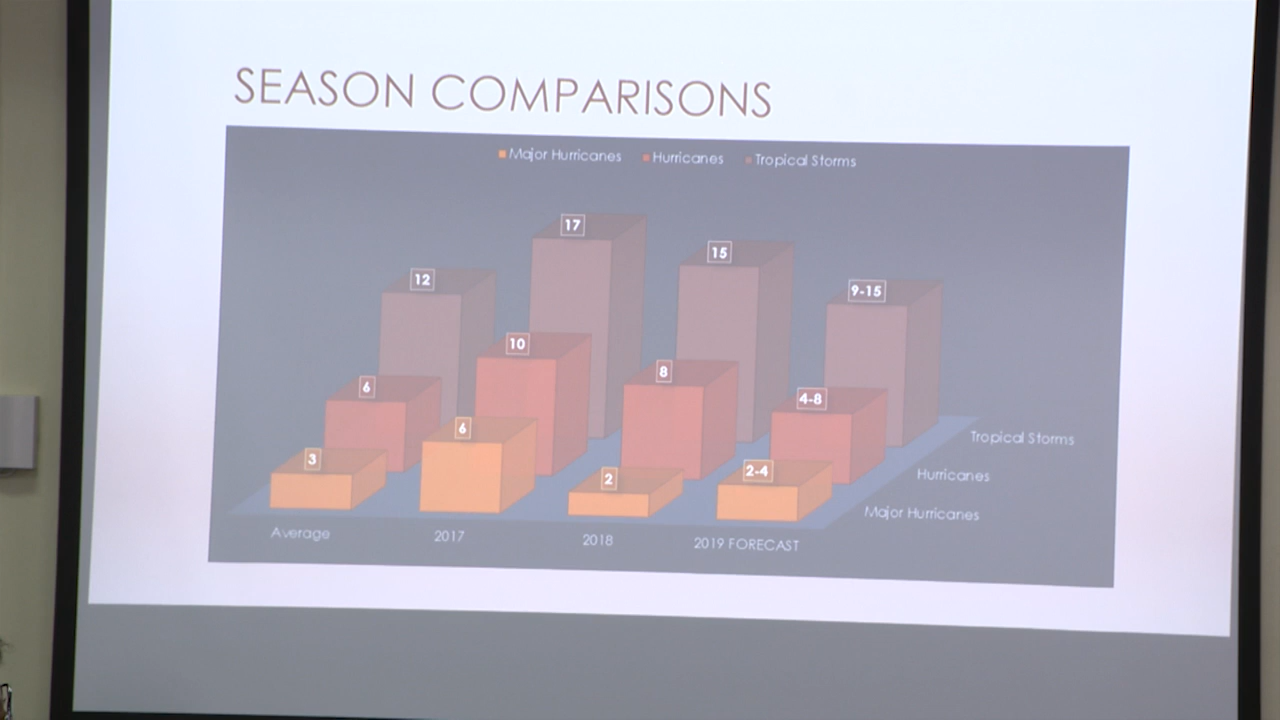 SEASON COMPARISONS
Major Hurricanes Hurricanes Tropical Storms
17
15
12
9-15
10
8
6
4-8
6
3
2-4
2
Tropical Storms
Hurricanes
Major Hurricanes
Average 2017 2018 2019 FORECAST